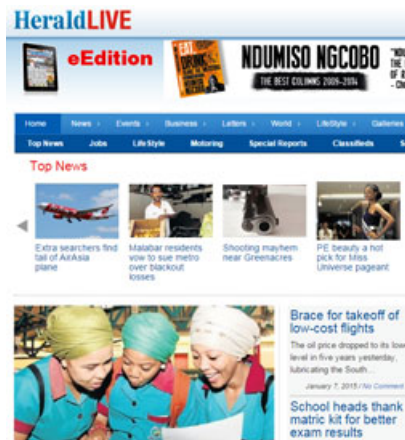 HeraldLIVE
eEdition
EAT,
DRINK
NDUMISO NGCOBO
THE BEST COLUMNS 2009-2014
Home News Events Business Letters World LifeStyle Galleries
Top News Jobs LifeStyle Motoring Special Reports Classifieds S
Top News
Extra searchers find
tail of AirAsia
plane
Malabar residents
vow to sue metro
over blackout
losses
Shooting mayhem
near Greenacres
PE beauty a hot
pick for Miss
Universe pageant
Brace for takeoff of
low-cost flights
The oil price dropped to its low
level in five years yesterday,
lubricating the South...
January 7, 2015 / No Comment
School heads thank
matric kit for better
exam results